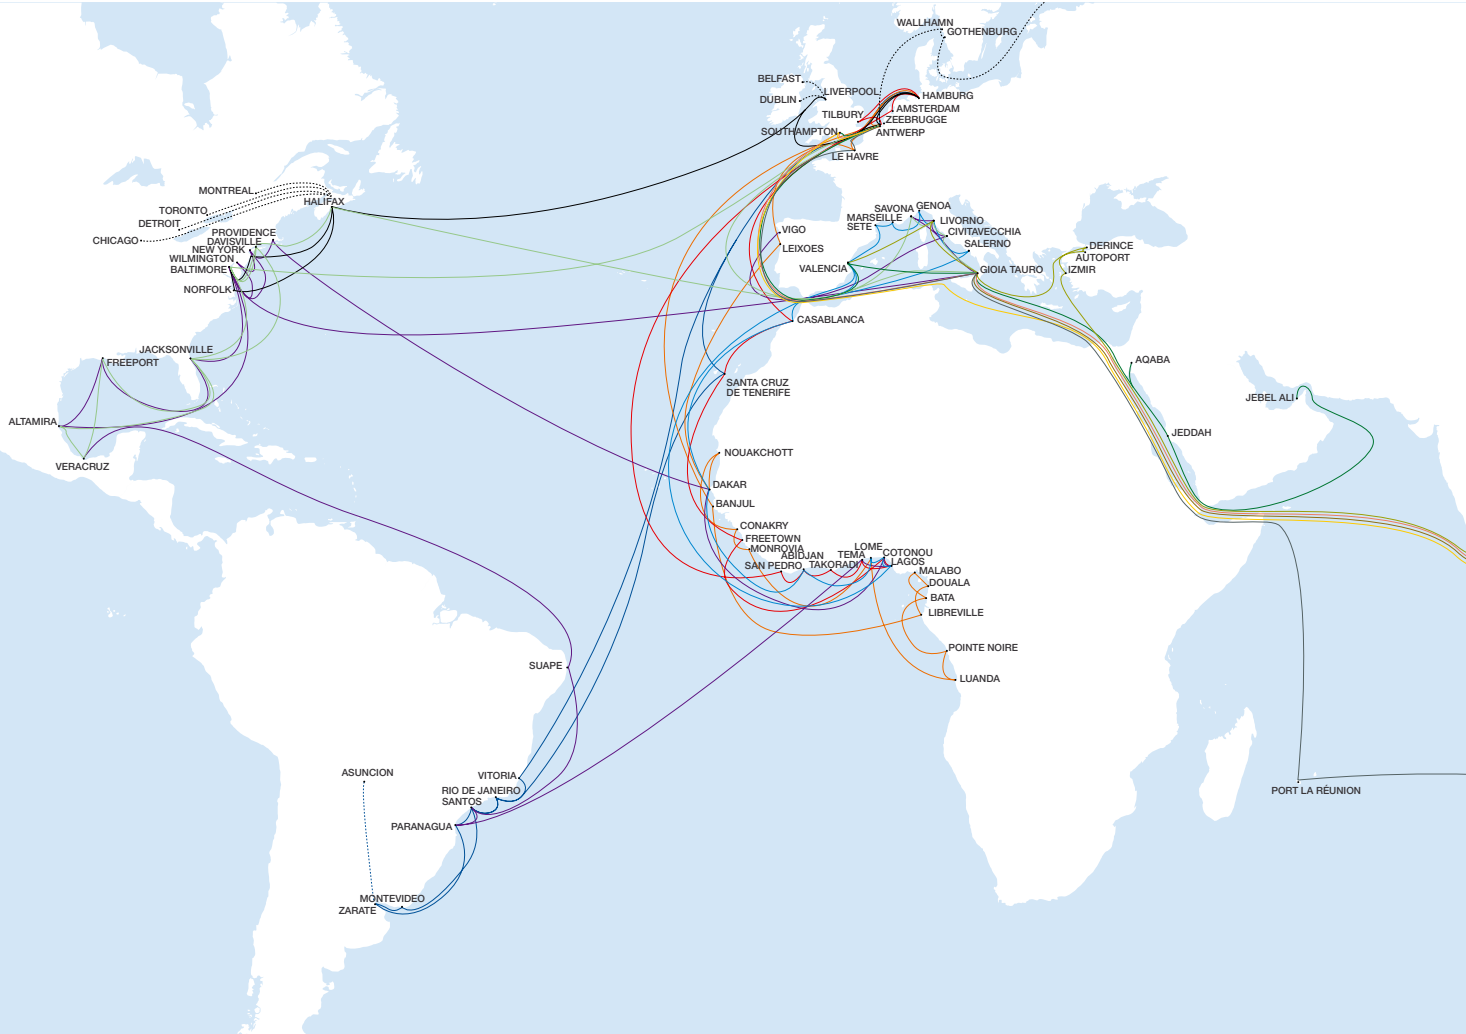 WALLHAMN
GOTHENBURG
BELFAST
LIVERPOOL
DUBLIN
HAMBURG
TILBURY
AMSTERDAM
ZEEBRUGGE
SOUTHAMPTON
ANTWERP
LE HAVRE
MONTREAL
HALIFAX
TORONTO
DETROIT
CHICAGO
PROVIDENCE
DAVISVILLE
NEW YORK
WILMINGTON
BALTIMORE
NORFOLK
SAVONA
GENOA
MARSEILLE
SETE
LIVORNO
CIVITAVECCHIA
SALERNO
VIGO
LEIXOES
VALENCIA
GIOIA TAURO
DERINCE
AUTOPORT
IZMIR
CASABLANCA
JACKSONVILLE
FREEPORT
ALTAMIRA
VERACRUZ
SANTA CRUZ
DE TENERIFE
AQABA
JEBEL ALI
JEDDAH
NOUAKCHOTT
DAKAR
BANJUL
CONAKRY
FREETOWN
MONROVIA
ABIDJAN
SAN PEDRO
TAKORADI
TEMA
LOME
COTONOU
LAGOS
MALABO
DOUALA
BATA
LIBREVILLE
POINTE NOIRE
LUANDA
SUAPE
VITORIA
RIO DE JANEIRO
SANTOS
PARANAGUA
ASUNCION
MONTEVIDEO
ZARATE
PORT LA RÉUNION